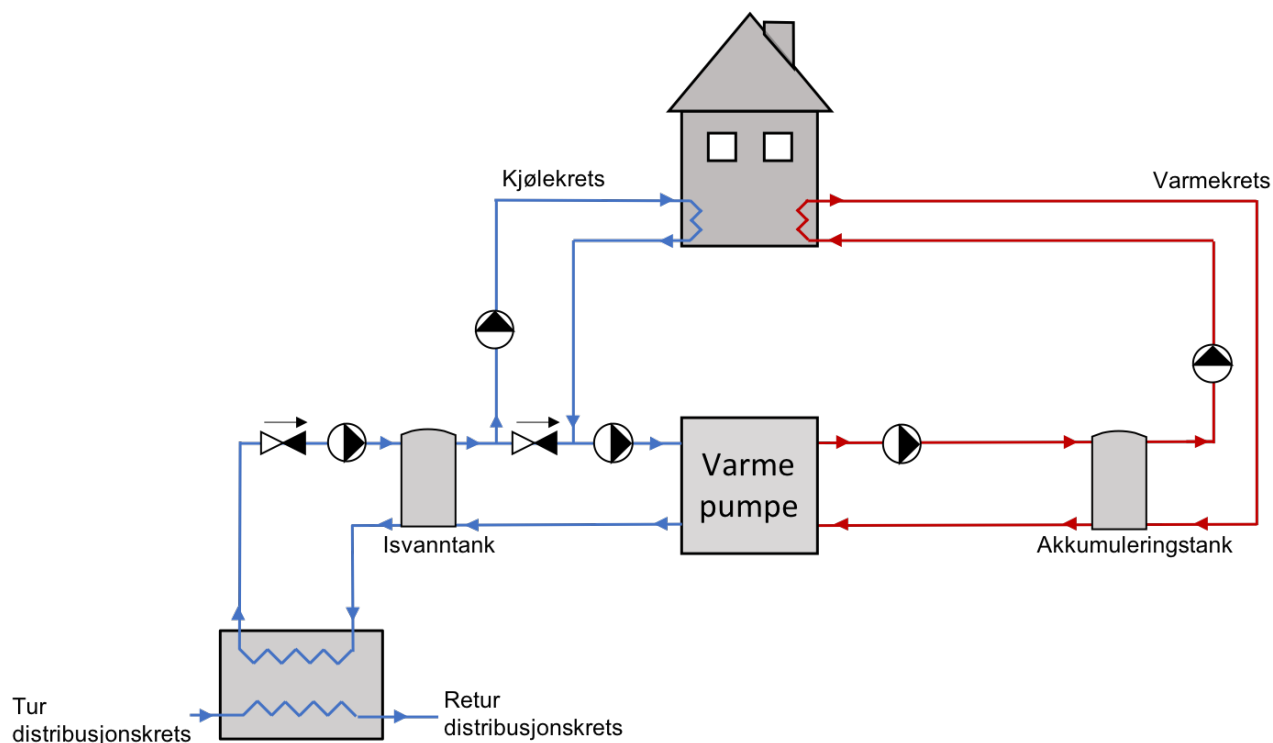 Kjølekrets
Varmekrets
Varme
pumpe
Isvanntank
Akkumuleringstank
Tur
distribusjonskrets
Retur
distribusjonskrets